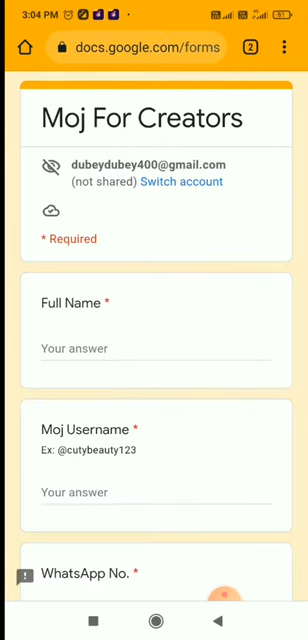 3:04 PM
51
docs.google.com/forms
2
Moj For Creators
dubeydubey400@gmail.com
(not shared) Switch account
* Required
Full Name *
Your answer
Moj Username *
Ex: @cutybeauty123
Your answer
WhatsApp No. *